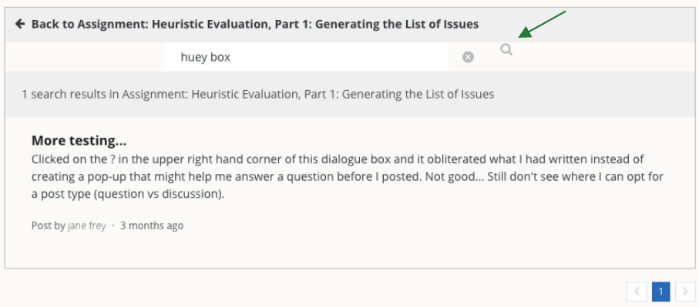 Back to Assignment: Heuristic Evaluation, Part 1: Generating the List of Issues
huey box
1 search results in Assignment: Heuristic Evaluation, Part 1: Generating the List of Issues
More testing...
Clicked on the ? in the upper right hand corner of this dialogue box and it obliterated what I had written instead of
creating a pop-up that might help me answer a question before I posted. Not good... Still don't see where I can opt for
a post type (question vs discussion).
Post by jane frey · 3 months ago
1